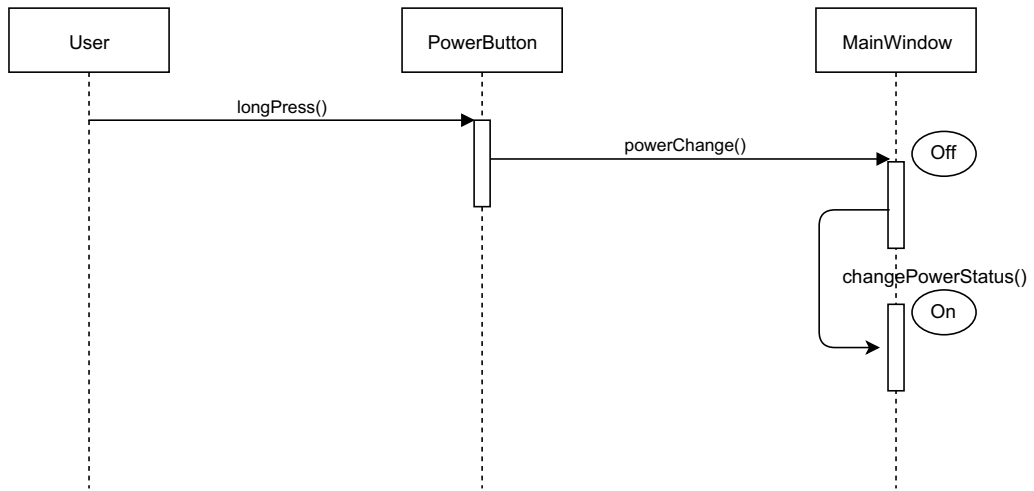 User
PowerButton
MainWindow
longPress()
powerChange()
Off
changePowerStatus()
On